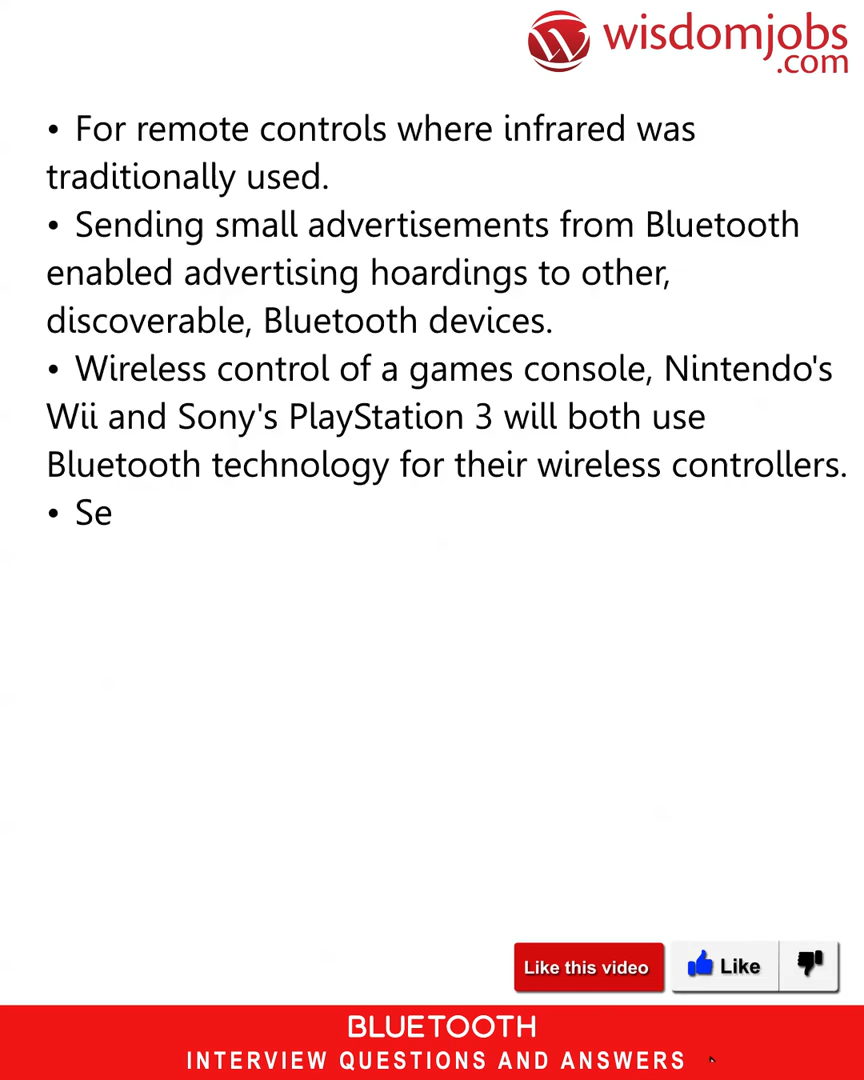 wisdomjobs
.com
• For remote controls where infrared was
traditionally used.
• Sending small advertisements from Bluetooth
enabled advertising hoardings to other,
discoverable, Bluetooth devices.
• Wireless control of a games console, Nintendo's
Wii and Sony's PlayStation 3 will both use
Bluetooth technology for their wireless controllers.
• Se
Like this video Like
BLUETOOTH
INTERVIEW QUESTIONS AND ANSWERS